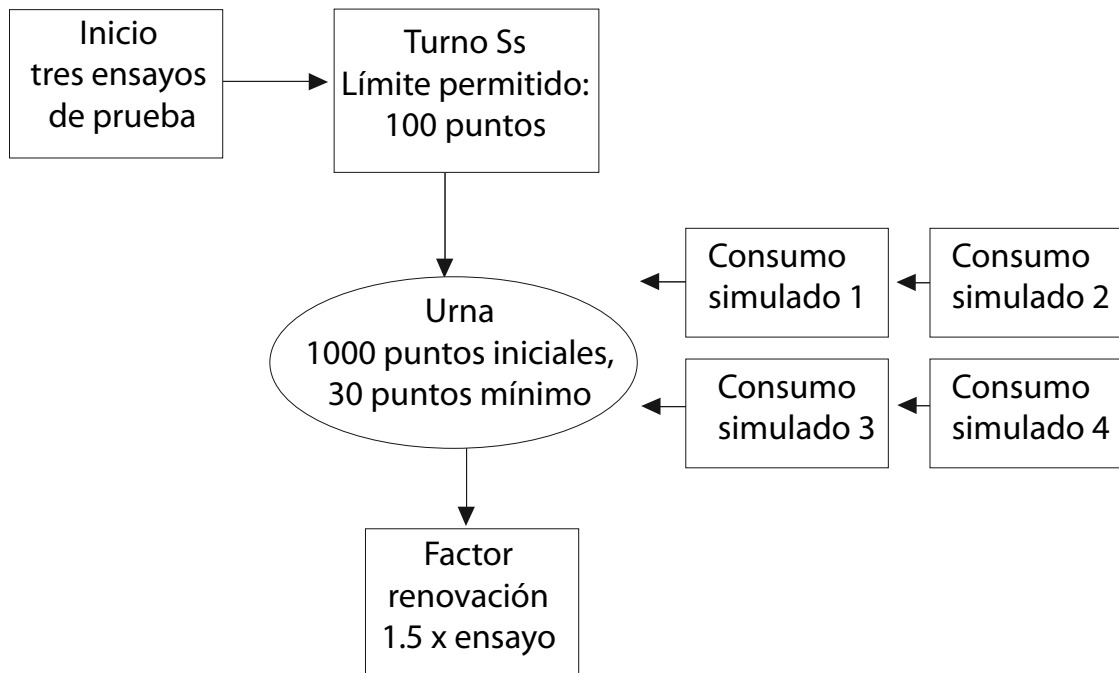 Inicio
tres ensayos
de prueba
Turno Ss
Límite permitido:
100 puntos
Urna
1000 puntos iniciales,
30 puntos mínimo
Consumo
simulado 1
Consumo
simulado 2
Consumo
simulado 3
Consumo
simulado 4
Factor
renovación
1.5 x ensayo